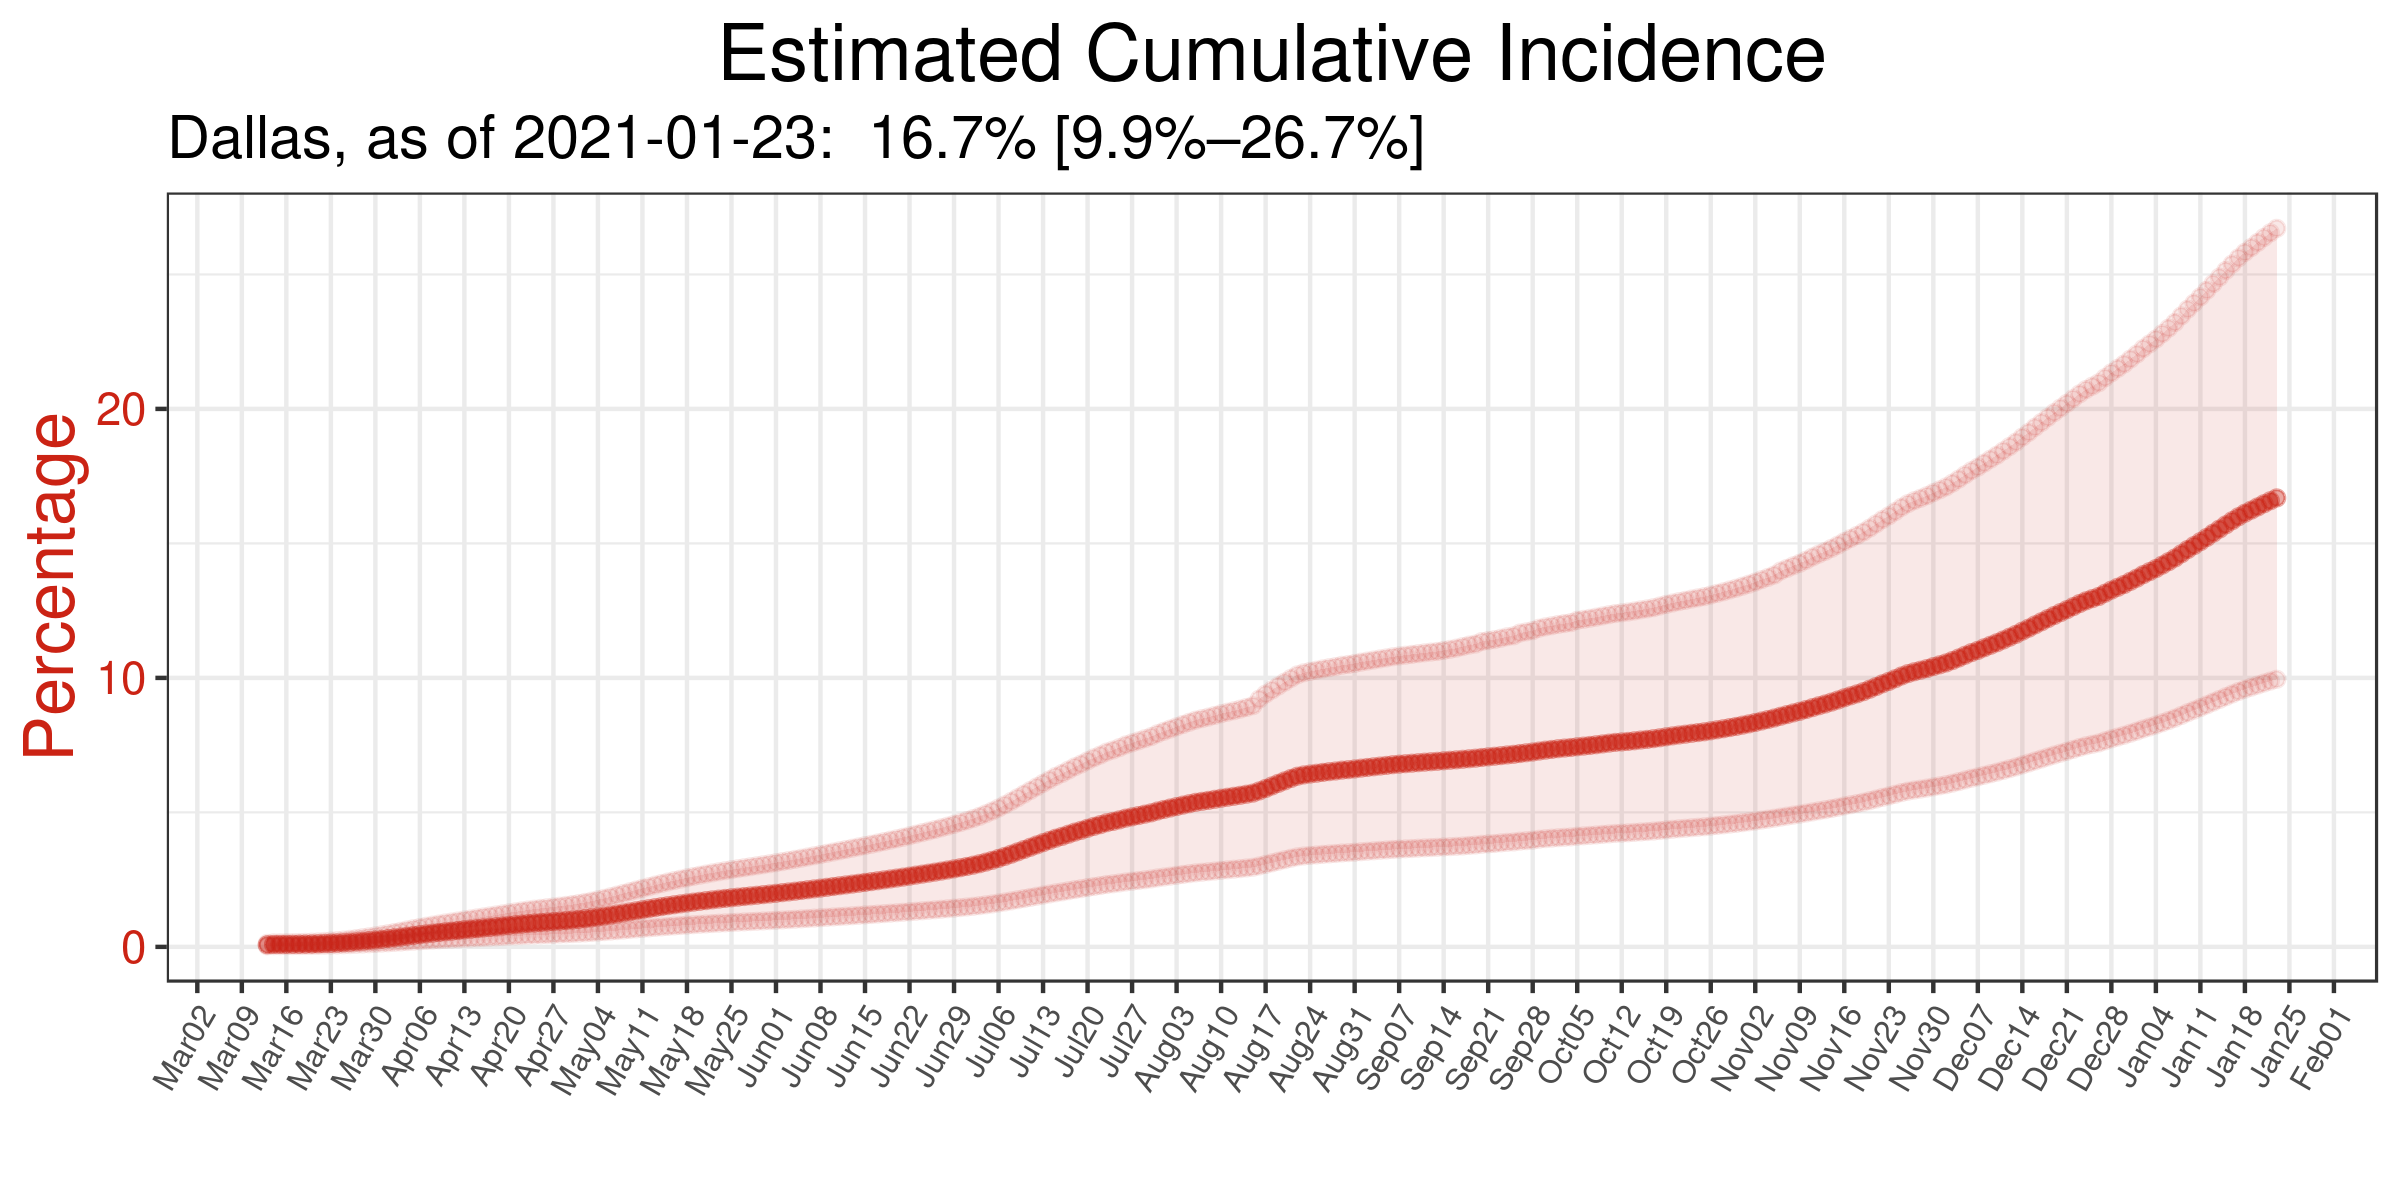 Estimated Cumulative Incidence
Dallas, as of 2021-01-23:  16.7% [9.9%–26.7%]
Percentage
20
10
0
Mar02
Mar09
Mar16
Mar23
Mar30
Apr06
Apr13
Apr20
Apr27
May04
May11
May18
May25
Jun01
Jun08
Jun15
Jun22
Jun29
Jul06
Jul13
Jul20
Jul27
Aug03
Aug10
Aug17
Aug24
Aug31
Sep07
Sep14
Sep21
Sep28
Oct05
Oct12
Oct19
Oct26
Nov02
Nov09
Nov16
Nov23
Nov30
Dec07
Dec14
Dec21
Dec28
Jan04
Jan11
Jan18
Jan25
Feb01